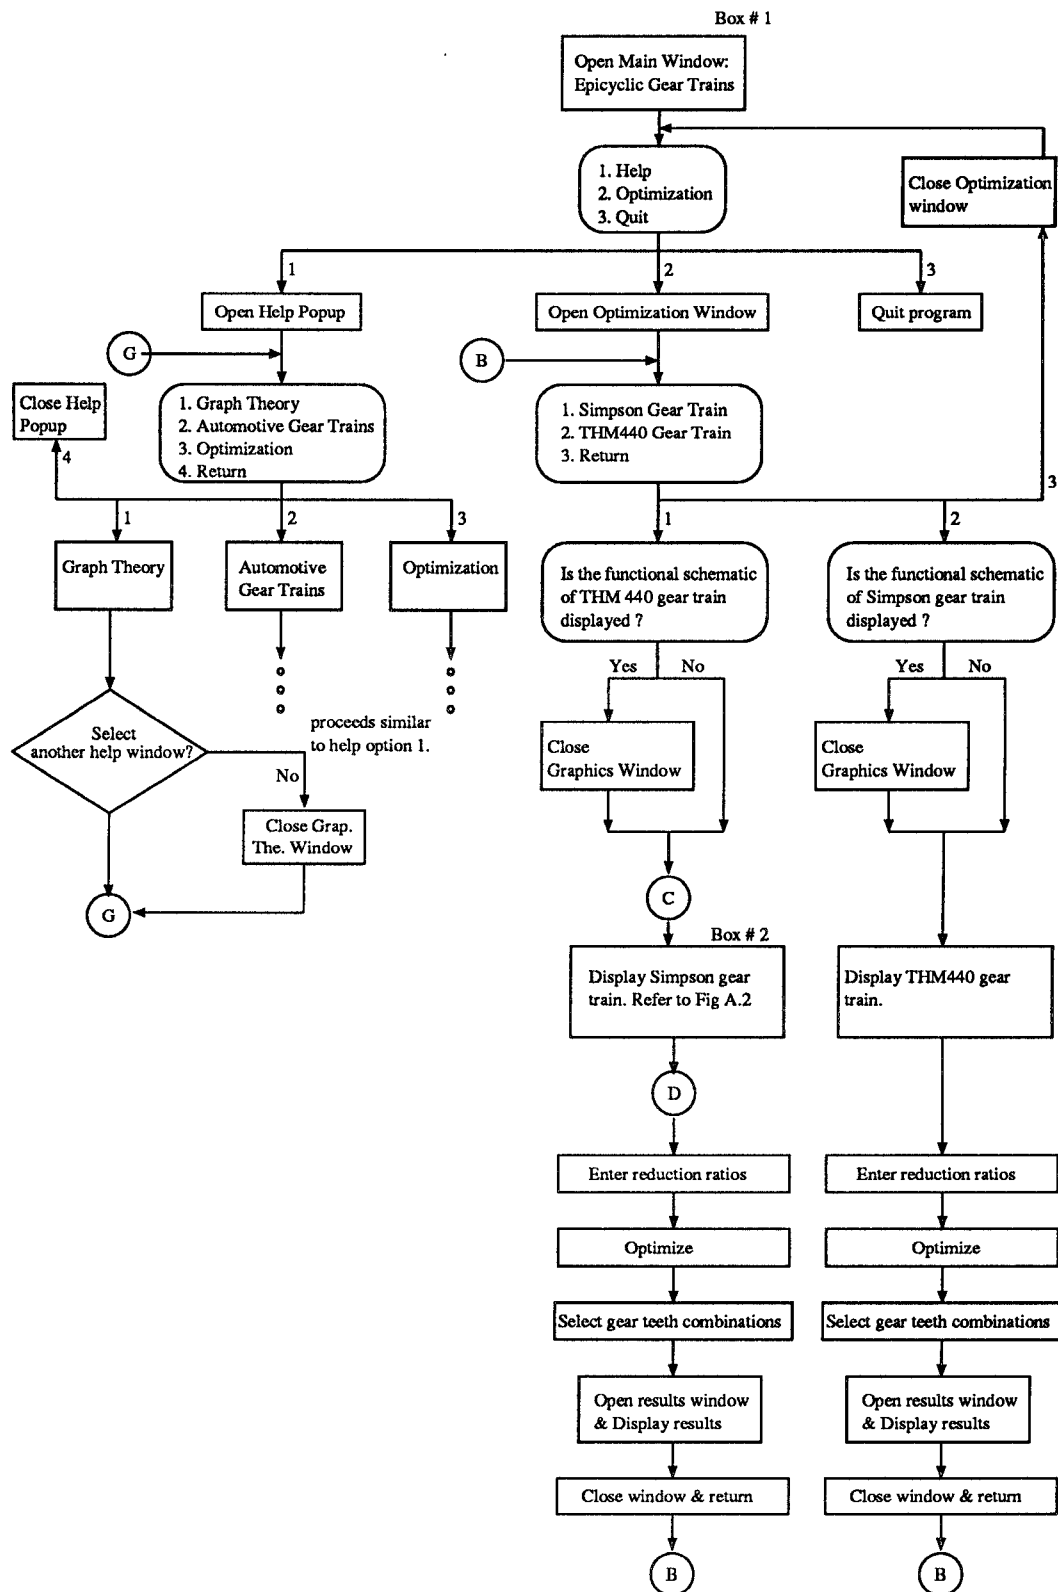 Box # 1
Open Main Window:
Epicyclic Gear Trains
1. Help
2. Optimization
3. Quit
Close Optimization
window
1
2
3
Open Help Popup
Open Optimization Window
Quit program
G
B
Close Help
Popup
4
1. Graph Theory
2. Automotive Gear Trains
3. Optimization
4. Return
1. Simpson Gear Train
2. THM440 Gear Train
3. Return
3
1
2
3
1
2
Graph Theory
Automotive
Gear Trains
Optimization
Is the functional schematic
of THM 440 gear train
displayed ?
Is the functional schematic
of Simpson gear train
displayed ?
Yes
No
Yes
No
proceeds similar
to help option 1.
Select
another help window?
No
Close
Graphics Window
Close
Graphics Window
Close Grap.
The. Window
G
C
Box # 2
Display Simpson gear
train. Refer to Fig A.2
Display THM440 gear
train.
D
Enter reduction ratios
Enter reduction ratios
Optimize
Optimize
Select gear teeth combinations
Select gear teeth combinations
Open results window
& Display results
Open results window
& Display results
Close window & return
Close window & return
B
B